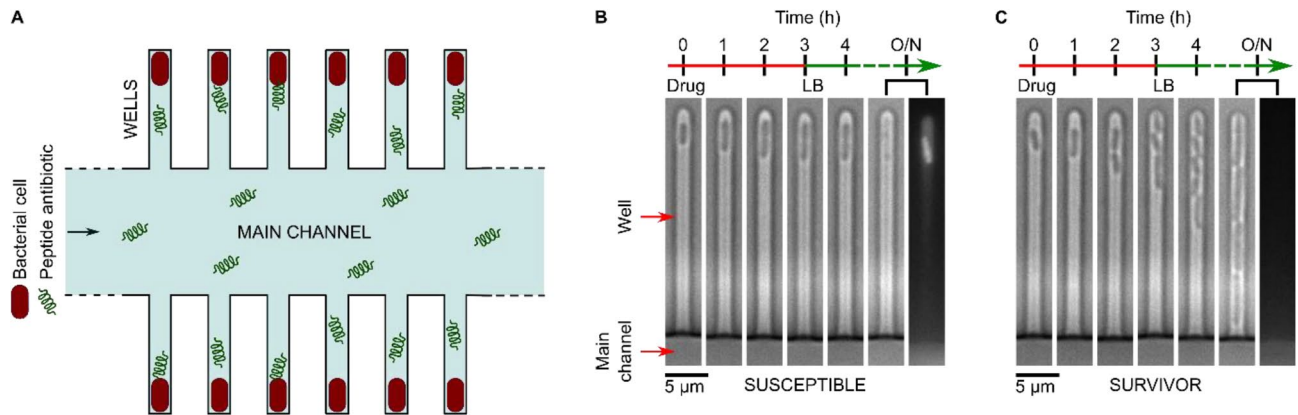 A
WELLS
MAIN CHANNEL
Bacterial cell
Peptide antibiotic
B
Time (h)
0 1 2 3 4 O/N
Drug LB
Well
Main
channel
5 µm SUSCEPTIBLE
C
Time (h)
0 1 2 3 4 O/N
Drug LB
5 µm SURVIVOR